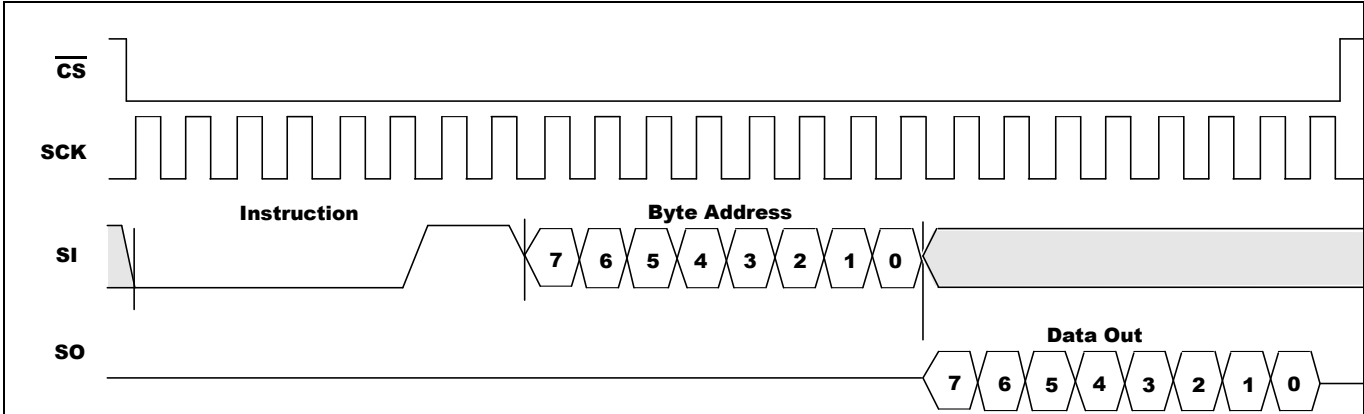 CS
SCK
Instruction
Byte Address
SI
7 6 5 4 3 2 1 0
Data Out
SO
7 6 5 4 3 2 1 0